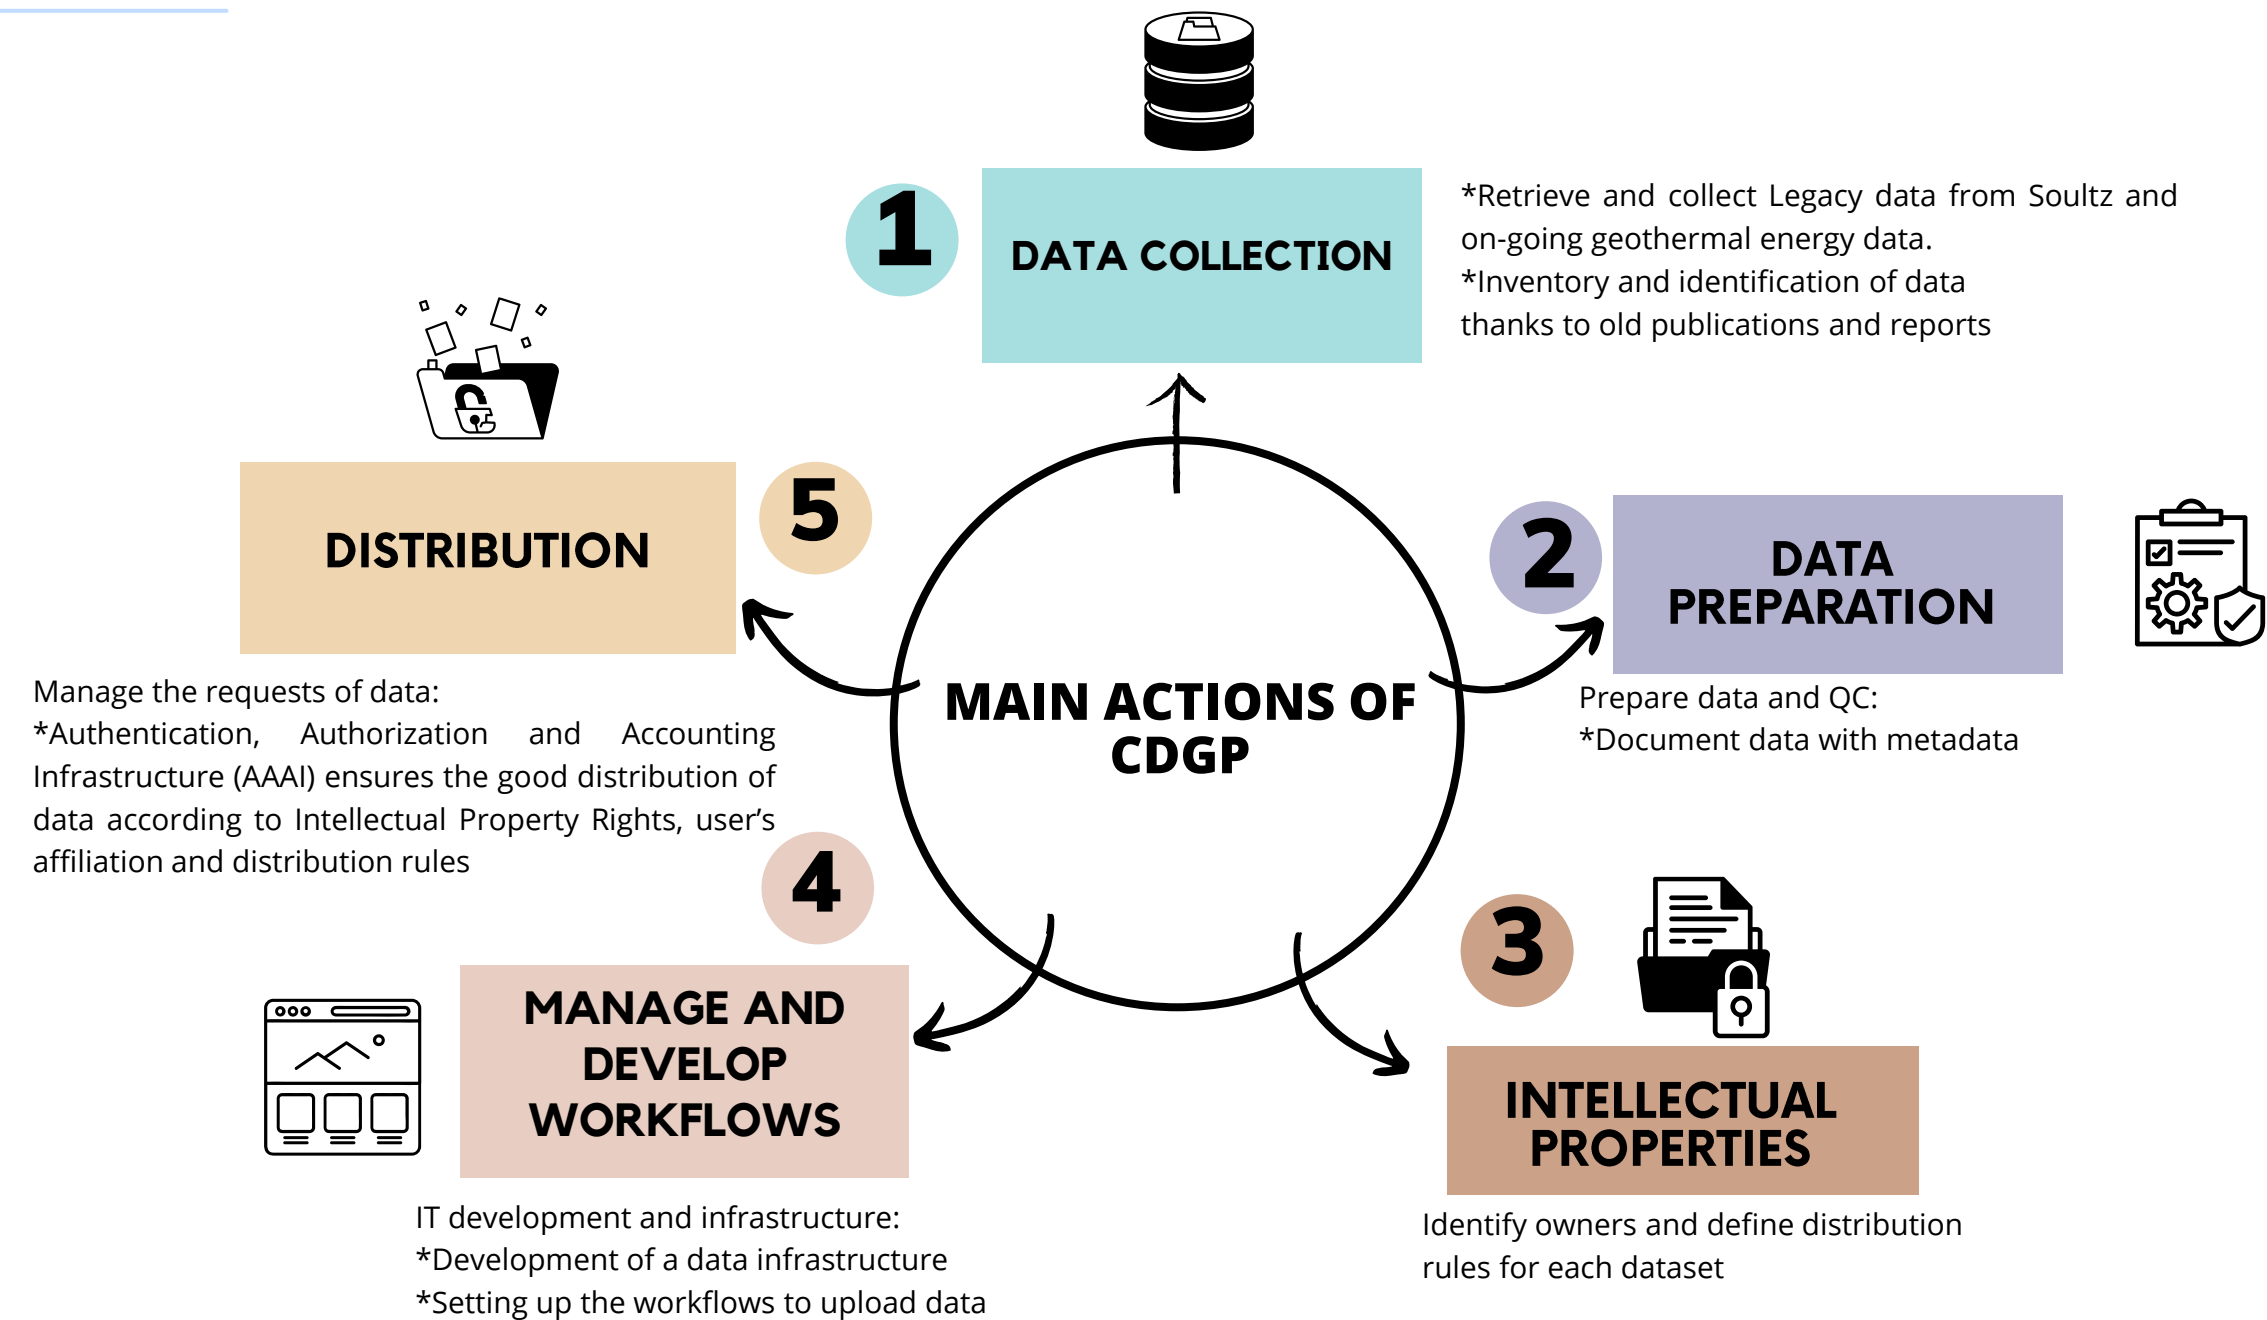 1
DATA COLLECTION
*Retrieve and collect Legacy data from Soultz and
on-going geothermal energy data.
*Inventory and identification of data
thanks to old publications and reports
2
DATA
PREPARATION
Prepare data and QC:
*Document data with metadata
MAIN ACTIONS OF
CDGP
3
INTELLECTUAL
PROPERTIES
Identify owners and define distribution
rules for each dataset
4
MANAGE AND
DEVELOP
WORKFLOWS
IT development and infrastructure:
*Development of a data infrastructure
*Setting up the workflows to upload data
5
DISTRIBUTION
Manage the requests of data:
*Authentication, Authorization and Accounting
Infrastructure (AAAI) ensures the good distribution of
data according to Intellectual Property Rights, user’s
affiliation and distribution rules